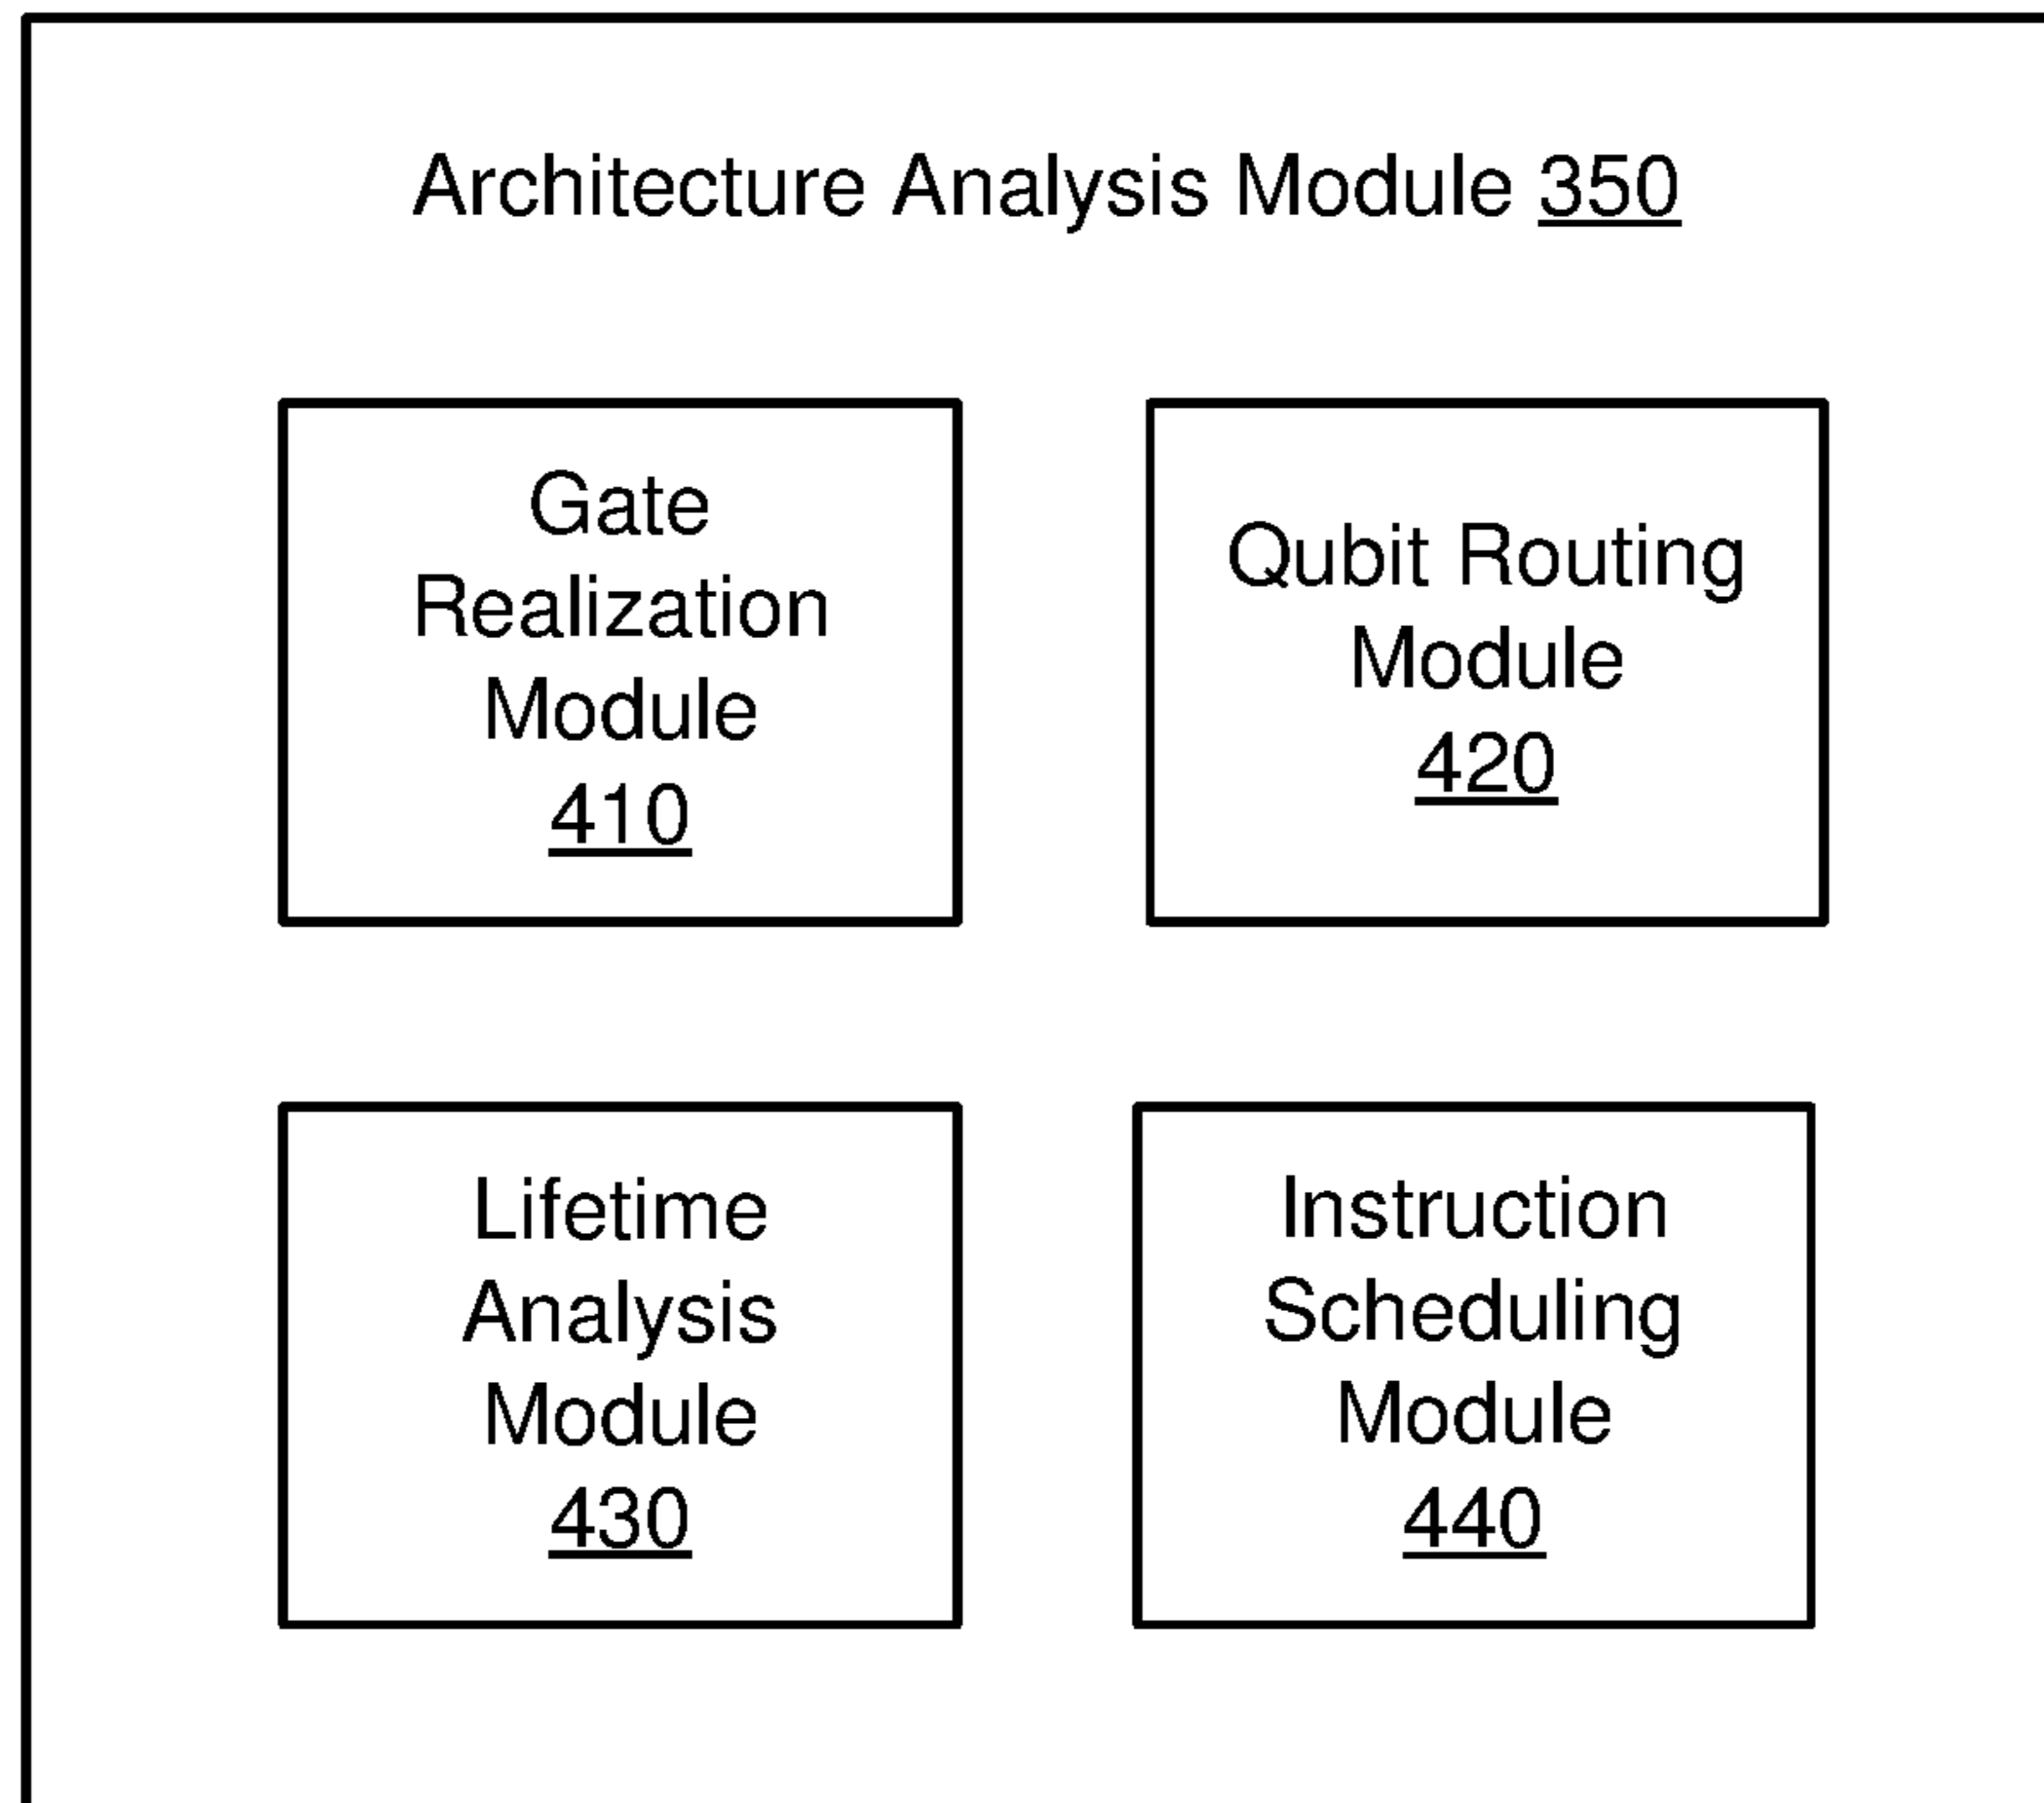 Architecture Analysis Module 350
Gate
Realization
Module
410
Qubit Routing
Module
420
Lifetime
Analysis
Module
430
Instruction
Scheduling
Module
440